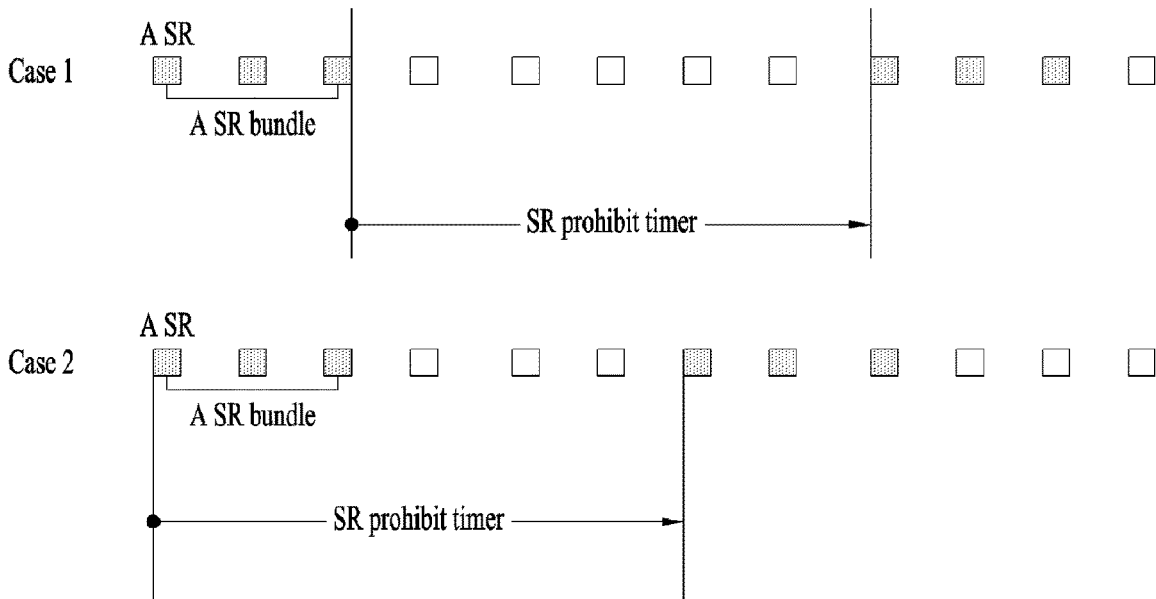 A SR
Case 1
A SR bundle
SR prohibit timer
A SR
Case 2
A SR bundle
SR prohibit timer